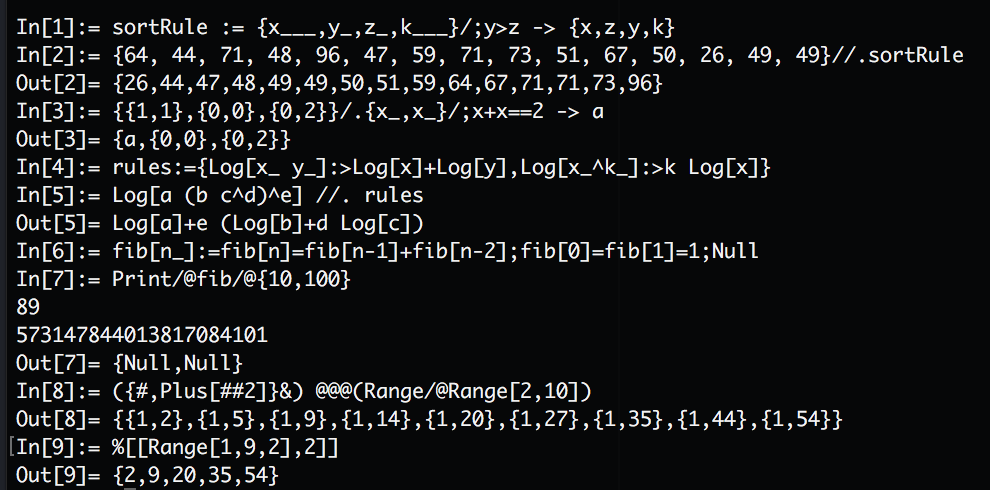 In[1]:= sortRule := {x___,y_,z_,k___}/;y>z -> {x,z,y,k}
In[2]:= {64, 44, 71, 48, 96, 47, 59, 71, 73, 51, 67, 50, 26, 49, 49}//.sortRule
Out[2]= {26,44,47,48,49,49,50,51,59,64,67,71,71,73,96}
In[3]:= {{1,1},{0,0},{0,2}}/.{x_,x_}/;x+x==2 -> a
Out[3]= {a,{0,0},{0,2}}
In[4]:= rules:={Log[x_ y_]:>Log[x]+Log[y],Log[x_^k_]:>k Log[x]}
In[5]:= Log[a (b c^d)^e] //. rules
Out[5]= Log[a]+e (Log[b]+d Log[c])
In[6]:= fib[n_]:=fib[n]=fib[n-1]+fib[n-2];fib[0]=fib[1]=1;Null
In[7]:= Print/@fib/@{10,100}
89
573147844013817084101
Out[7]= {Null,Null}
In[8]:= ({#,Plus[##2]}&) @@@(Range/@Range[2,10])
Out[8]= {{1,2},{1,5},{1,9},{1,14},{1,20},{1,27},{1,35},{1,44},{1,54}}
In[9]:= %[[Range[1,9,2],2]]
Out[9]= {2,9,20,35,54}